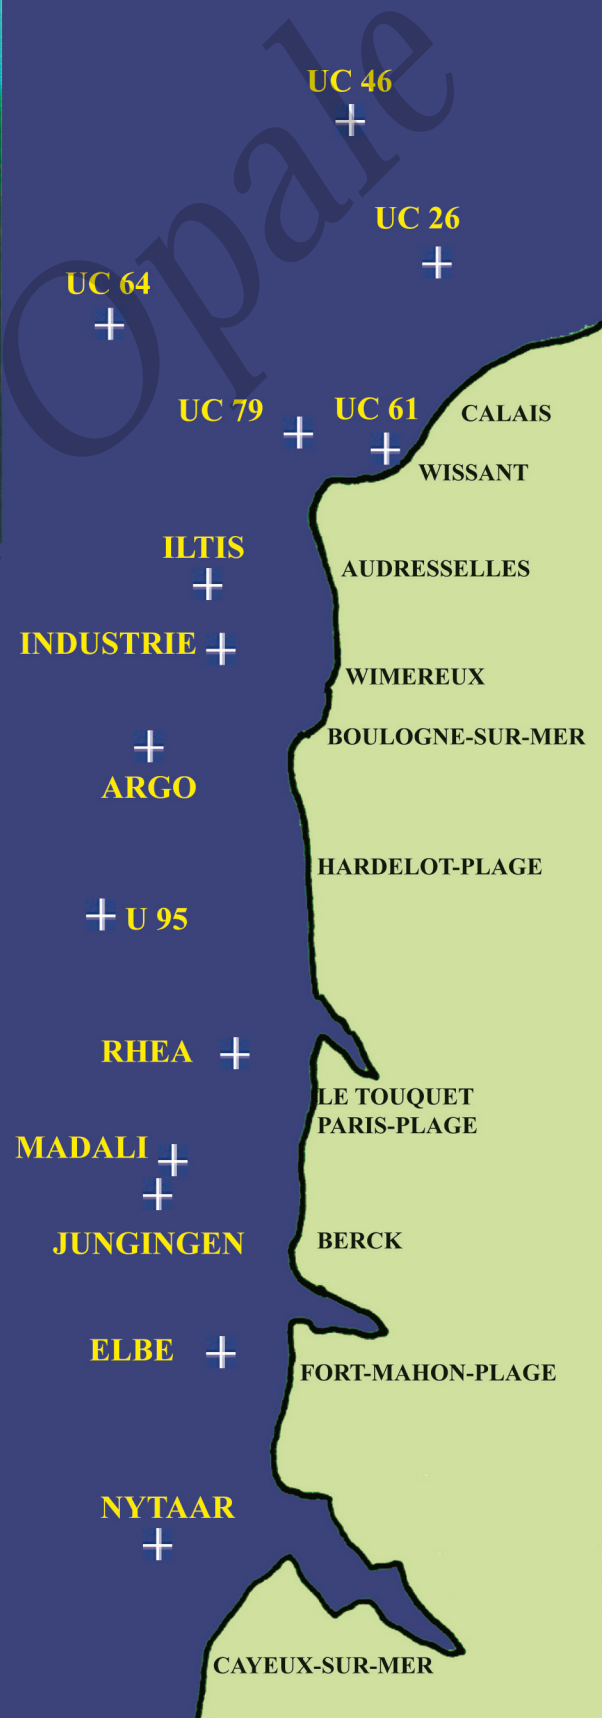 Opale
UC 46
UC 26
UC 64
UC 79
UC 61
CALAIS
WISSANT
ILTIS
AUDRESSELLES
INDUSTRIE
WIMEREUX
BOULOGNE-SUR-MER
ARGO
HARDELOT-PLAGE
U 95
RHEA
LE TOUQUET
PARIS-PLAGE
MADALI
JUNGINGEN
BERCK
ELBE
FORT-MAHON-PLAGE
NYTAAR
CAYEUX-SUR-MER